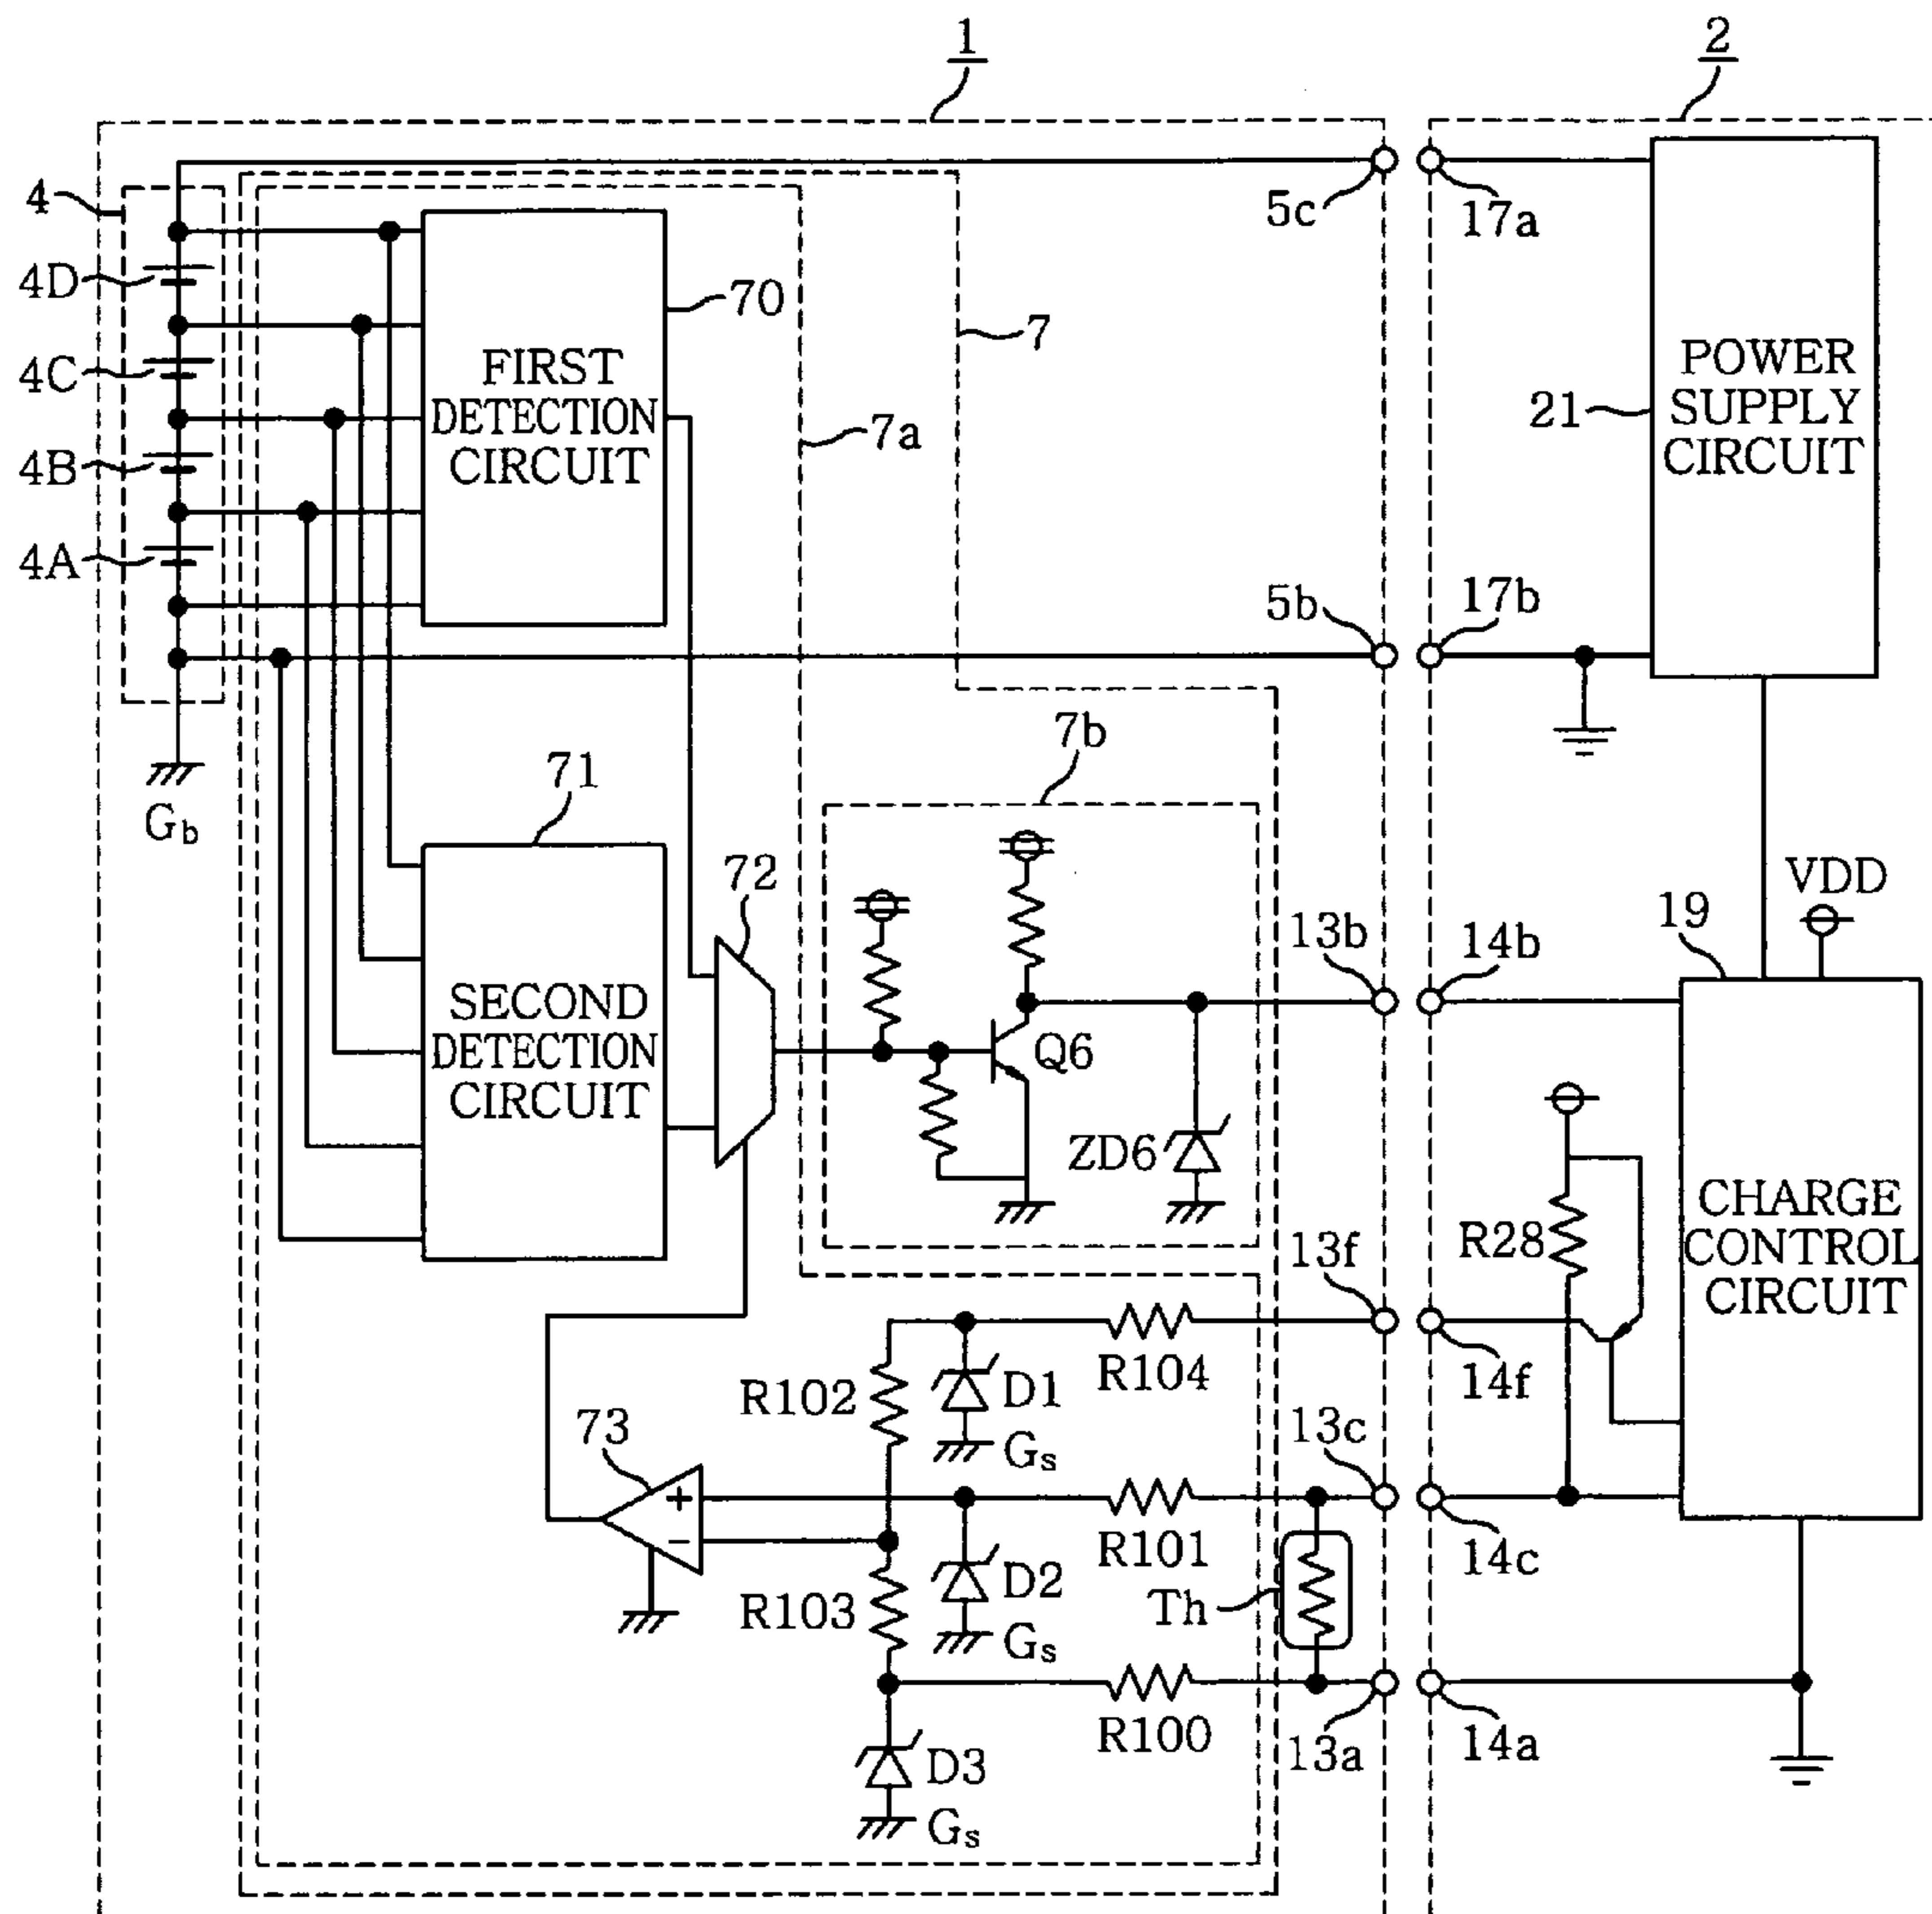 1
2
4
5c
17a
4D
70
7
FIRST
DETECTION
CIRCUIT
POWER
SUPPLY
CIRCUIT
4C
21
7a
4B
4A
5b
17b
7b
71
Gb
72
VDD
19
13b
14b
SECOND
DETECTION
CIRCUIT
Q6
ZD6
CHARGE
CONTROL
CIRCUIT
R28
13f
R102
D1
R104
14f
Gs
73
13c
+
−
R101
14c
D2
R103
Th
Gs
R100
13a
14a
D3
Gs